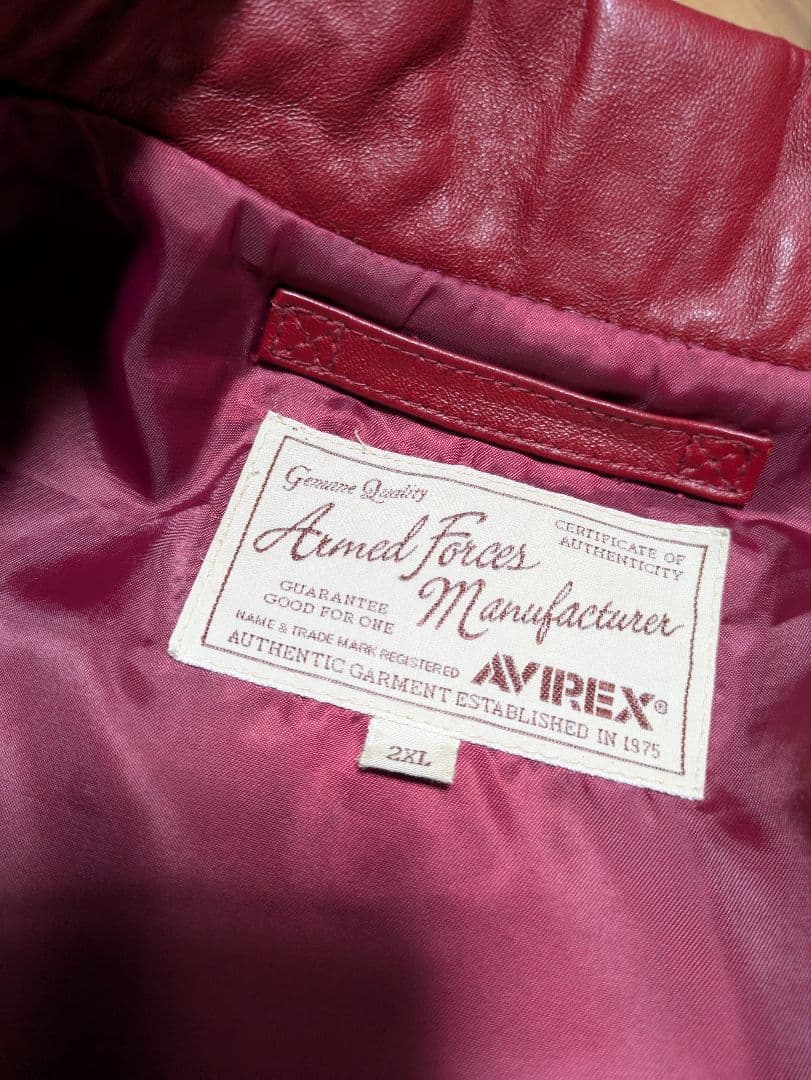 Genuine Quality
CERTIFICATE OF
AUTHENTICITY
Armed Forces
Manufacturer
GUARANTEE
GOOD FOR ONE
NAME & TRADE MARK REGISTERED
AVIREX®
AUTHENTIC GARMENT ESTABLISHED IN 1975
2XL